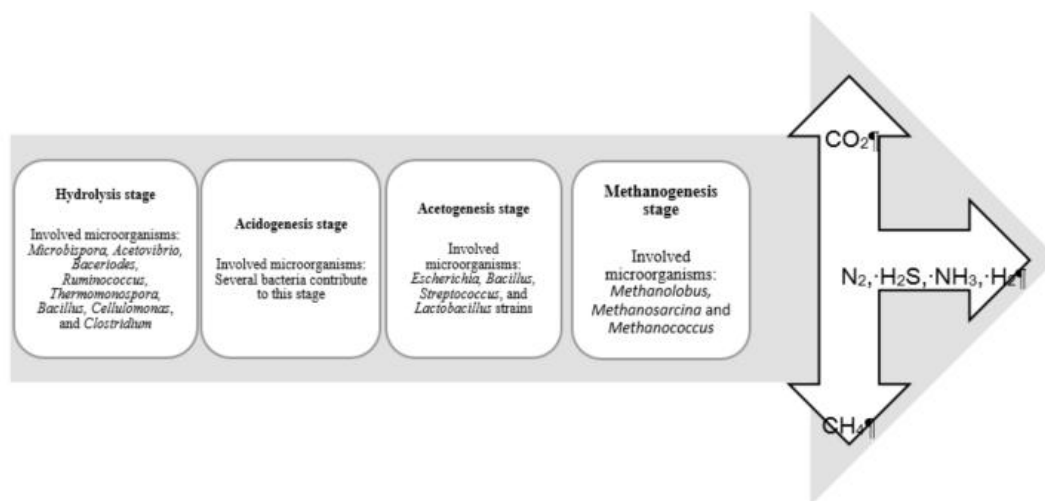 Hydrolysis stage
Involved microorganisms:
Microbispora, Acetovibrio,
Baceriodes,
Ruminococcus,
Thermomonospora,
Bacillus, Cellulomonas,
and Clostridium
Acidogenesis stage
Involved microorganisms:
Several bacteria contribute
to this stage
Acetogenesis stage
Involved
microorganisms:
Escherichia, Bacillus,
Streptococcus, and
Lactobacillus strains
Methanogenesis
stage
Involved
microorganisms:
Methanolobus,
Methanosarcina and
Methanococcus
CO₂¶
N₂,·H₂S,·NH₃,·H₂¶
CH₄¶